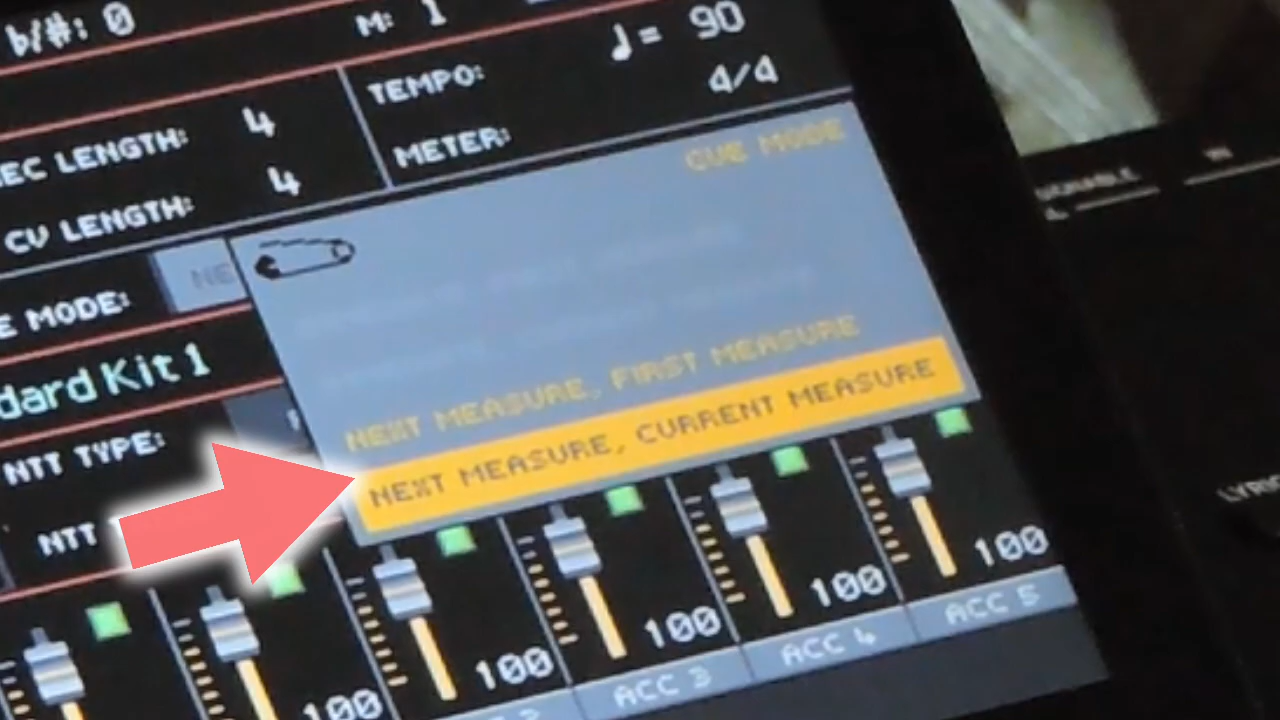 b/#: 0
M: 1
♩= 90
TEMPO:
4/4
METER:
REC LENGTH: 4
CV LENGTH: 4
CUE MODE
E MODE:
NE
NEXT MEASURE, FIRST MEASURE
NEXT MEASURE, CURRENT MEASURE
dard Kit 1
NTT TYPE:
NTT
100
100
100
100
100
ACC 3
ACC 4
ACC 5